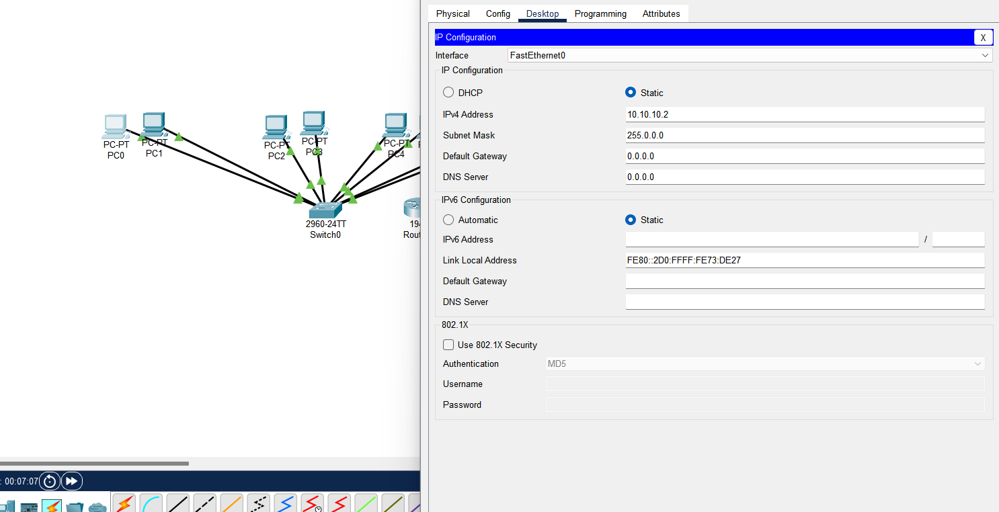 Physical Config Desktop Programming Attributes
IP Configuration X
Interface FastEthernet0
IP Configuration
DHCP Static
IPv4 Address 10.10.10.2
Subnet Mask 255.0.0.0
Default Gateway 0.0.0.0
DNS Server 0.0.0.0
IPv6 Configuration
Automatic Static
IPv6 Address /
Link Local Address FE80::2D0:FFFF:FE73:DE27
Default Gateway
DNS Server
802.1X
Use 802.1X Security
Authentication MD5
Username
Password
PC-PT
PC0
PC-PT
PC1
PC-PT
PC2
PC-PT
PC3
PC-PT
PC4
2960-24TT
Switch0
194
Rout
: 00:07:07